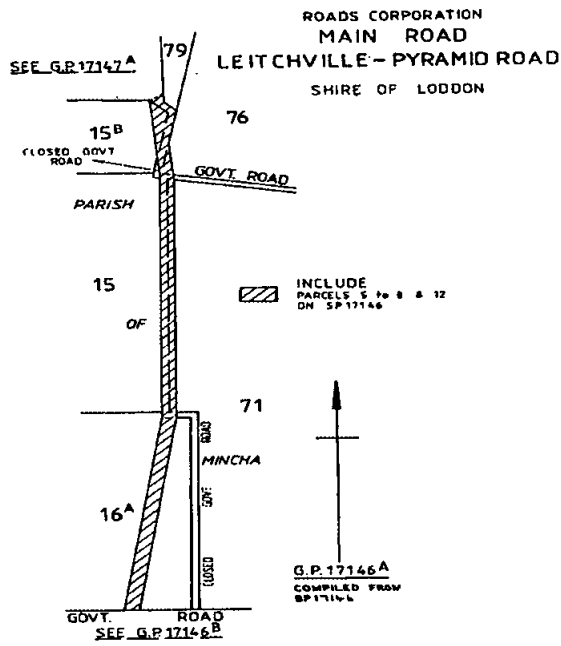 ROADS CORPORATION
MAIN ROAD
LEITCHVILLE - PYRAMID ROAD
SHIRE OF LODDON
79
SEE G.P. 17147A
76
15B
CLOSED GOVT
ROAD
GOVT. ROAD
PARISH
15
INCLUDE
PARCELS 5 to 8 & 12
ON SP 17146
OF
71
ROAD
MINCHA
16A
GOVT
CLOSED
G.P. 17146A
COMPILED FROM
SP 17146
GOVT. ROAD
SEE G.P. 17146B